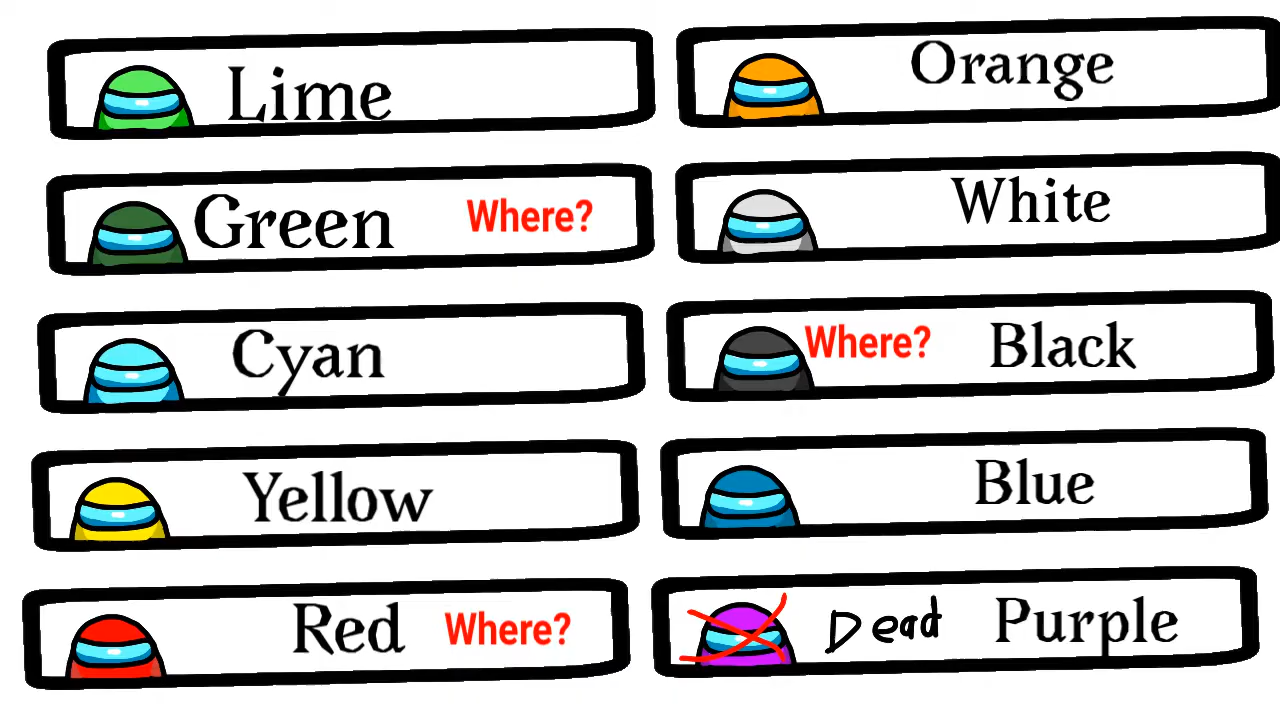 Lime
Orange
Green Where?
White
Cyan
Where? Black
Yellow
Blue
Red Where?
Dead Purple